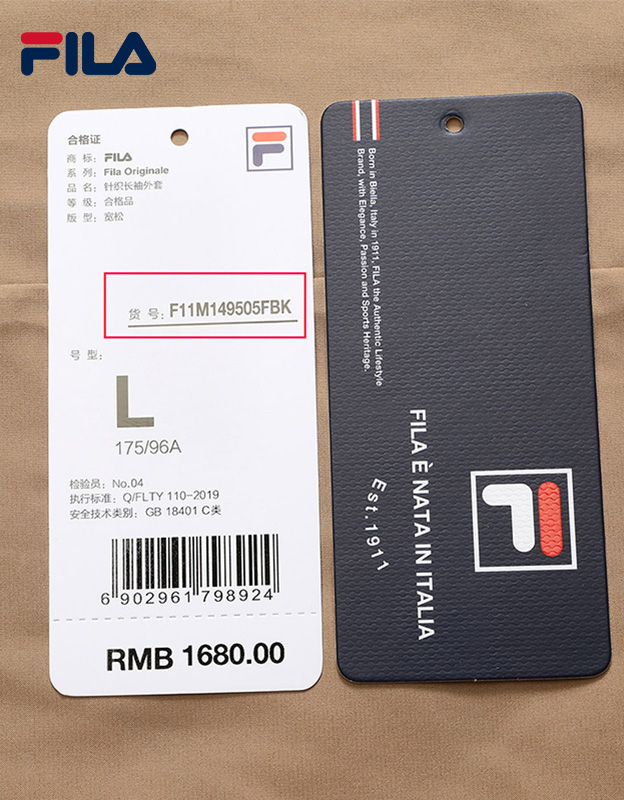 FILA
合格证
商 标: FILA
系 列: Fila Originale
品 名: 针织长袖外套
等 级: 合格品
版 型: 宽松
货 号: F11M149505FBK
号 型:
L
175/96A
检验员: No.04
执行标准: Q/FLTY 110-2019
安全技术类别: GB 18401 C类
6 902961 798924
RMB 1680.00
Born in Biella, Italy in 1911, FILA the Authentic Lifestyle
Brand, with Elegance, Passion and Sports Heritage.
FILA È NATA IN ITALIA
Est.1911